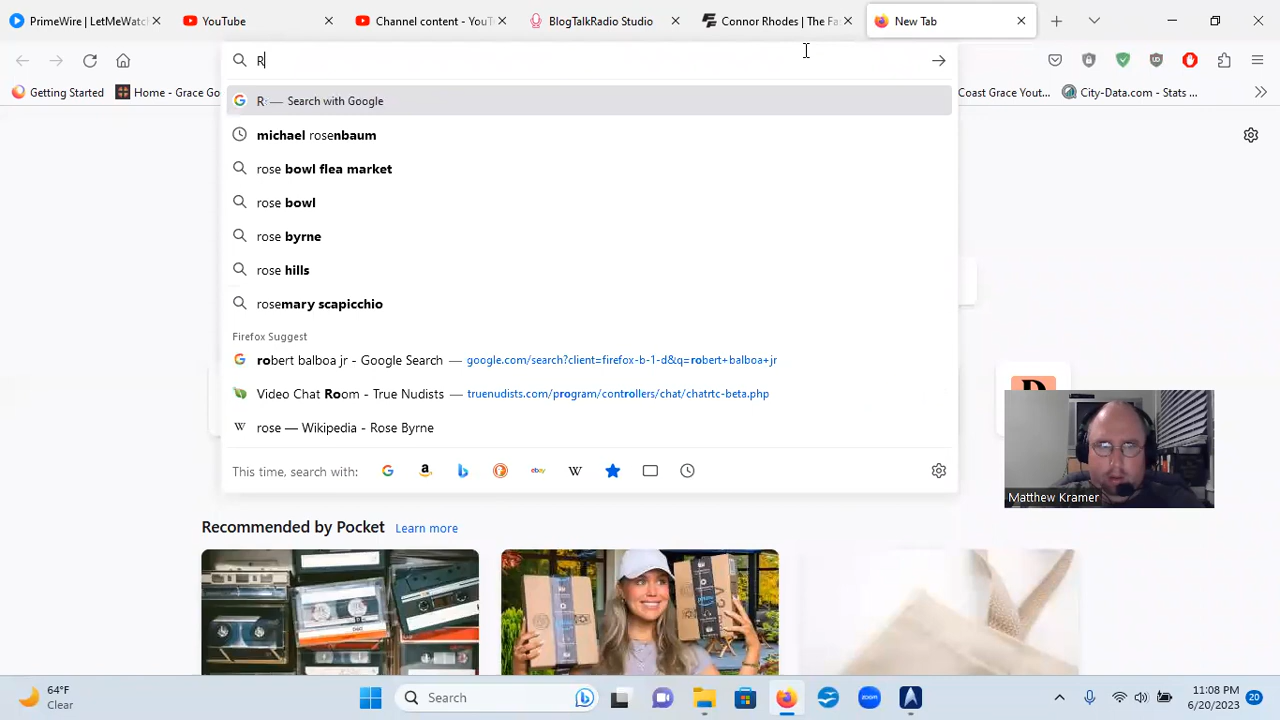 PrimeWire | LetMeWatch
YouTube
Channel content - YouT
BlogTalkRadio Studio
Connor Rhodes | The Fa
New Tab
R
Getting Started
Home - Grace Go
Coast Grace Yout...
City-Data.com - Stats ...
R — Search with Google
michael rosenbaum
rose bowl flea market
rose bowl
rose byrne
rose hills
rosemary scapicchio
Firefox Suggest
robert balboa jr - Google Search — google.com/search?client=firefox-b-1-d&q=robert+balboa+jr
Video Chat Room - True Nudists — truenudists.com/program/controllers/chat/chatrtc-beta.php
rose — Wikipedia - Rose Byrne
This time, search with:
Matthew Kramer
Recommended by Pocket Learn more
64°F
Clear
Search
11:08 PM
6/20/2023
20